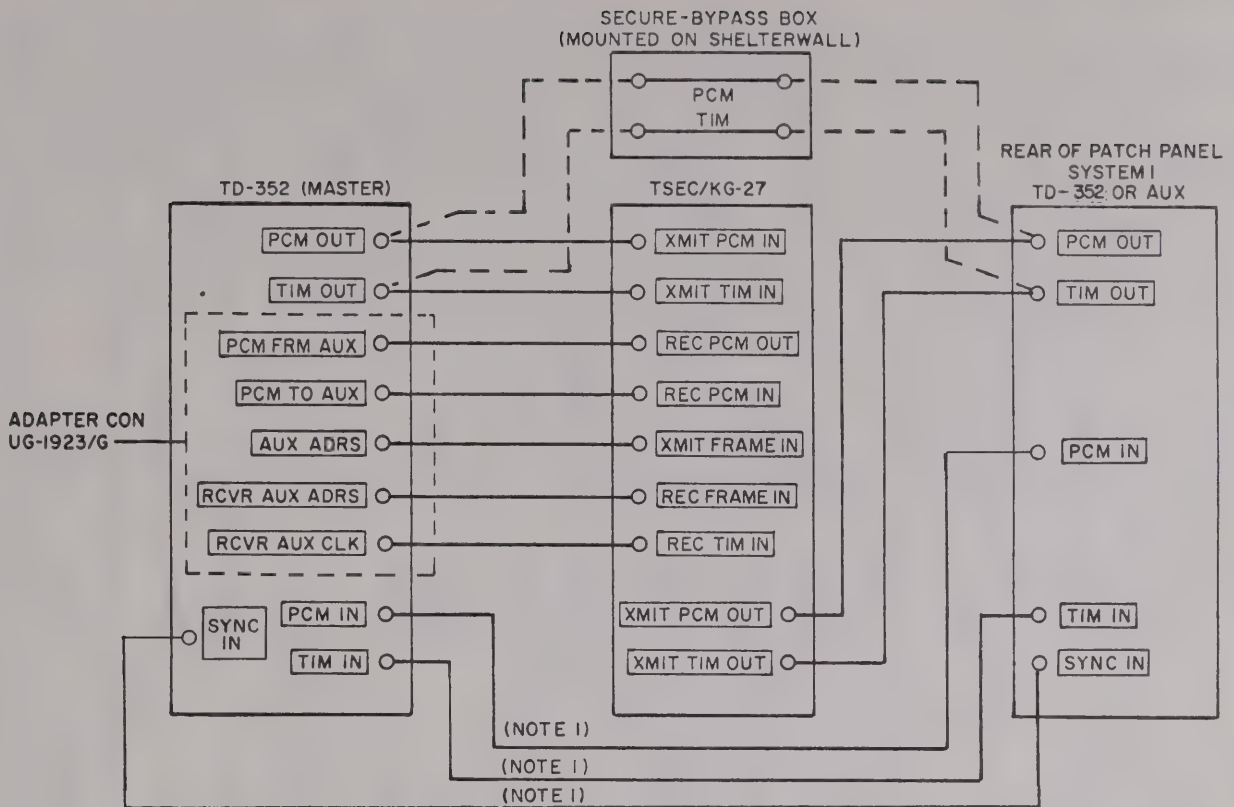 SECURE-BYPASS BOX
(MOUNTED ON SHELTERWALL)
PCM
TIM
REAR OF PATCH PANEL
SYSTEM I
TD-352 OR AUX
TD-352 (MASTER)
TSEC/KG-27
PCM OUT
XMIT PCM IN
PCM OUT
TIM OUT
XMIT TIM IN
TIM OUT
PCM FRM AUX
REC PCM OUT
PCM TO AUX
REC PCM IN
ADAPTER CON
UG-1923/G
AUX ADRS
XMIT FRAME IN
PCM IN
RCVR AUX ADRS
REC FRAME IN
RCVR AUX CLK
REC TIM IN
SYNC
IN
PCM IN
XMIT PCM OUT
TIM IN
TIM IN
XMIT TIM OUT
SYNC IN
(NOTE 1)
(NOTE 1)
(NOTE 1)